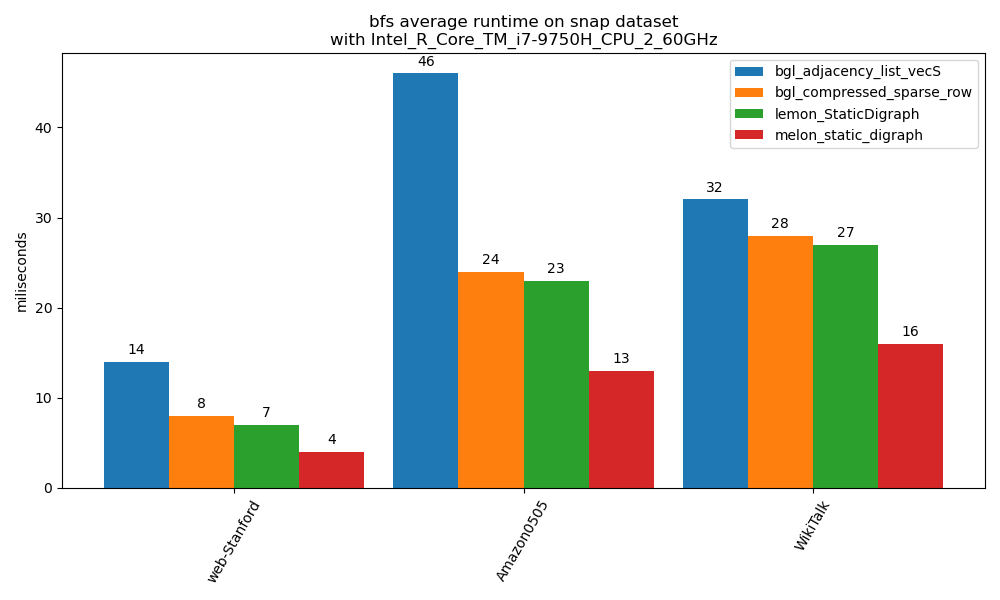 bfs average runtime on snap dataset
with Intel_R_Core_TM_i7-9750H_CPU_2_60GHz
bgl_adjacency_list_vecS
bgl_compressed_sparse_row
lemon_StaticDigraph
melon_static_digraph
miliseconds
40
30
20
10
0
14
8
7
4
46
24
23
13
32
28
27
16
web-Stanford
Amazon0505
WikiTalk